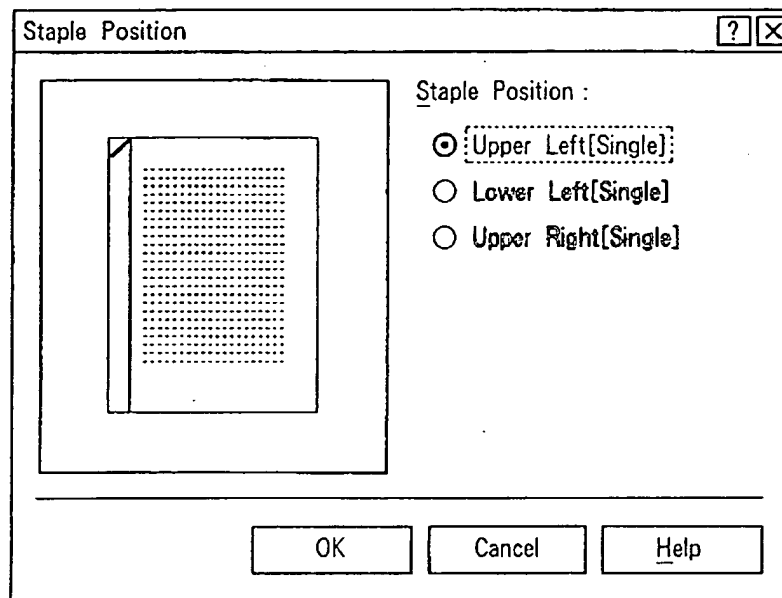 Staple Position ? X
Staple Position :
Upper Left[Single]
Lower Left[Single]
Upper Right[Single]
OK Cancel Help